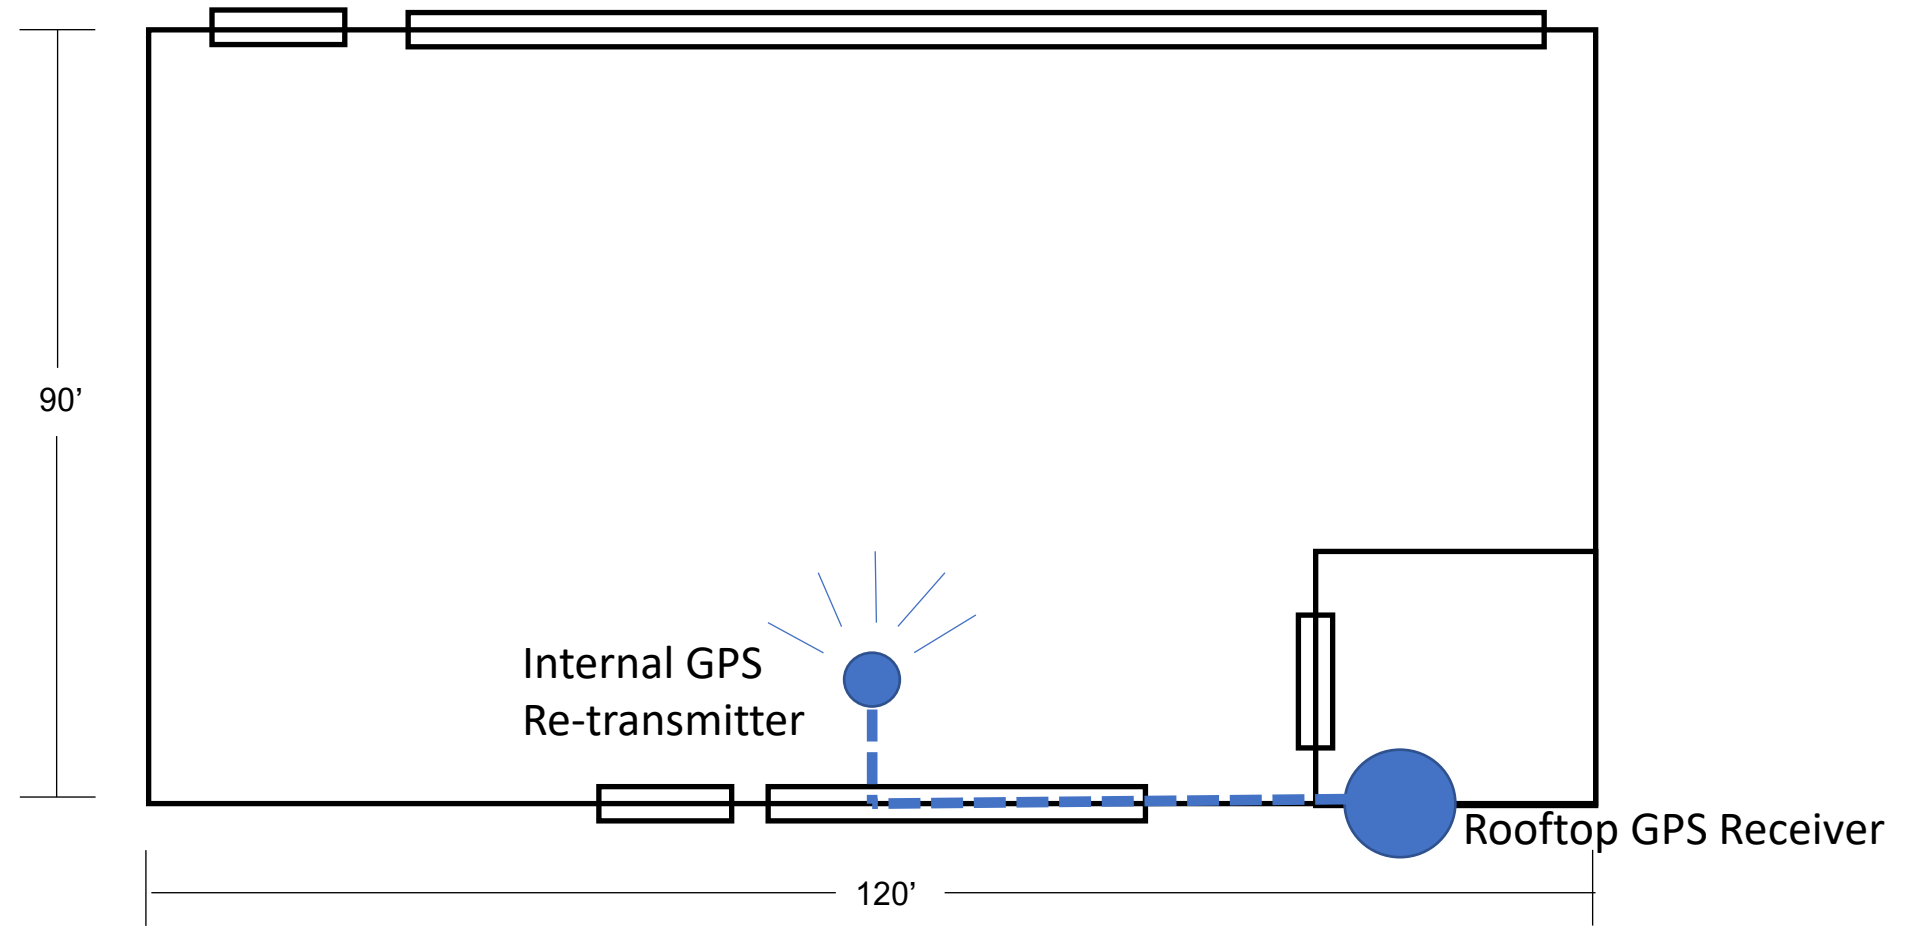 90’
Internal GPS
Re-transmitter
Rooftop GPS Receiver
120’